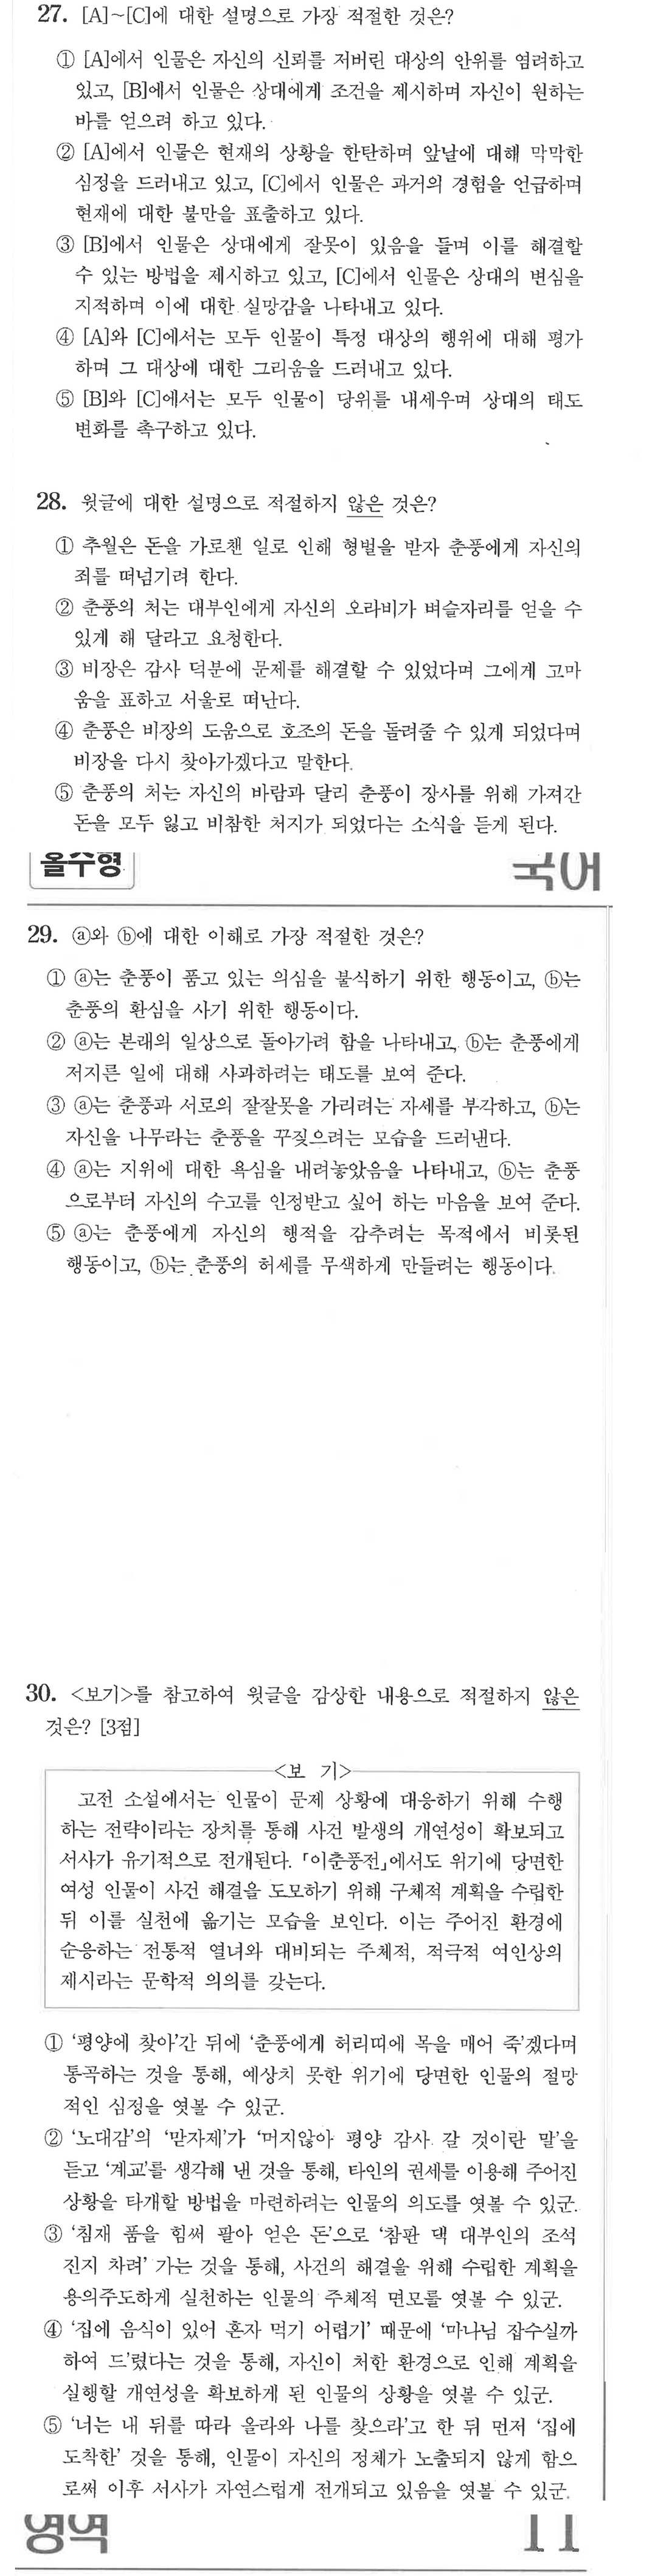 27. [A]~[C]에 대한 설명으로 가장 적절한 것은?
① [A]에서 인물은 자신의 신뢰를 저버린 대상의 안위를 염려하고
있고, [B]에서 인물은 상대에게 조건을 제시하며 자신이 원하는
바를 얻으려 하고 있다.
② [A]에서 인물은 현재의 상황을 한탄하며 앞날에 대해 막막한
심정을 드러내고 있고, [C]에서 인물은 과거의 경험을 언급하며
현재에 대한 불만을 표출하고 있다.
③ [B]에서 인물은 상대에게 잘못이 있음을 들며 이를 해결할
수 있는 방법을 제시하고 있고, [C]에서 인물은 상대의 변심을
지적하며 이에 대한 실망감을 나타내고 있다.
④ [A]와 [C]에서는 모두 인물이 특정 대상의 행위에 대해 평가
하며 그 대상에 대한 그리움을 드러내고 있다.
⑤ [B]와 [C]에서는 모두 인물이 당위를 내세우며 상대의 태도
변화를 촉구하고 있다.
28. 윗글에 대한 설명으로 적절하지 않은 것은?
① 추월은 돈을 가로챈 일로 인해 형벌을 받자 춘풍에게 자신의
죄를 떠넘기려 한다.
② 춘풍의 처는 대부인에게 자신의 오라비가 벼슬자리를 얻을 수
있게 해 달라고 요청한다.
③ 비장은 감사 덕분에 문제를 해결할 수 있었다며 그에게 고마
움을 표하고 서울로 떠난다.
④ 춘풍은 비장의 도움으로 호조의 돈을 돌려줄 수 있게 되었다며
비장을 다시 찾아가겠다고 말한다.
⑤ 춘풍의 처는 자신의 바람과 달리 춘풍이 장사를 위해 가져간
돈을 모두 잃고 비참한 처지가 되었다는 소식을 듣게 된다.
홀수형
국어
29. ⓐ와 ⓑ에 대한 이해로 가장 적절한 것은?
① ⓐ는 춘풍이 품고 있는 의심을 불식하기 위한 행동이고, ⓑ는
춘풍의 환심을 사기 위한 행동이다.
② ⓐ는 본래의 일상으로 돌아가려 함을 나타내고, ⓑ는 춘풍에게
저지른 일에 대해 사과하려는 태도를 보여 준다.
③ ⓐ는 춘풍과 서로의 잘잘못을 가리려는 자세를 부각하고, ⓑ는
자신을 나무라는 춘풍을 꾸짖으려는 모습을 드러낸다.
④ ⓐ는 지위에 대한 욕심을 내려놓았음을 나타내고, ⓑ는 춘풍
으로부터 자신의 수고를 인정받고 싶어 하는 마음을 보여 준다.
⑤ ⓐ는 춘풍에게 자신의 행적을 감추려는 목적에서 비롯된
행동이고, ⓑ는 춘풍의 허세를 무색하게 만들려는 행동이다.
30. <보기>를 참고하여 윗글을 감상한 내용으로 적절하지 않은
것은? [3점]
<보 기>
고전 소설에서는 인물이 문제 상황에 대응하기 위해 수행
하는 전략이라는 장치를 통해 사건 발생의 개연성이 확보되고
서사가 유기적으로 전개된다. 「이춘풍전」에서도 위기에 당면한
여성 인물이 사건 해결을 도모하기 위해 구체적 계획을 수립한
뒤 이를 실천에 옮기는 모습을 보인다. 이는 주어진 환경에
순응하는 전통적 열녀와 대비되는 주체적, 적극적 여인상의
제시라는 문학적 의의를 갖는다.
① '평양에 찾아'간 뒤에 '춘풍에게 허리띠에 목을 매어 죽'겠다며
통곡하는 것을 통해, 예상치 못한 위기에 당면한 인물의 절망
적인 심정을 엿볼 수 있군.
② '노대감'의 '맏자제'가 '머지않아 평양 감사 갈 것이란 말'을
듣고 '계교'를 생각해 낸 것을 통해, 타인의 권세를 이용해 주어진
상황을 타개할 방법을 마련하려는 인물의 의도를 엿볼 수 있군.
③ '침재 품을 힘써 팔아 얻은 돈'으로 '참판 댁 대부인의 조석
진지 차려' 가는 것을 통해, 사건의 해결을 위해 수립한 계획을
용의주도하게 실천하는 인물의 주체적 면모를 엿볼 수 있군.
④ '집에 음식이 있어 혼자 먹기 어렵기' 때문에 '마나님 잡수실까
하여 드'렸다는 것을 통해, 자신이 처한 환경으로 인해 계획을
실행할 개연성을 확보하게 된 인물의 상황을 엿볼 수 있군.
⑤ '너는 내 뒤를 따라 올라와 나를 찾으라'고 한 뒤 먼저 '집에
도착한' 것을 통해, 인물이 자신의 정체가 노출되지 않게 함으
로써 이후 서사가 자연스럽게 전개되고 있음을 엿볼 수 있군.
영역
11